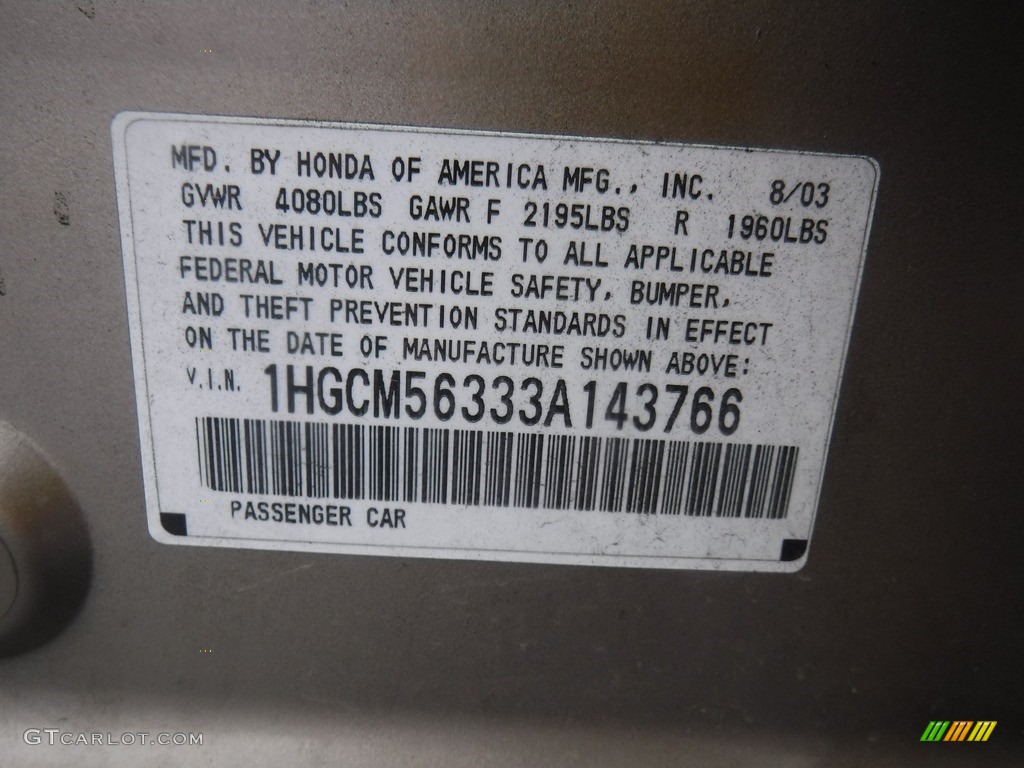 MFD. BY HONDA OF AMERICA MFG., INC. 8/03
GVWR 4080LBS GAWR F 2195LBS R 1960LBS
THIS VEHICLE CONFORMS TO ALL APPLICABLE
FEDERAL MOTOR VEHICLE SAFETY, BUMPER,
AND THEFT PREVENTION STANDARDS IN EFFECT
ON THE DATE OF MANUFACTURE SHOWN ABOVE:
V.I.N. 1HGCM56333A143766
PASSENGER CAR
GTCARLOT.COM